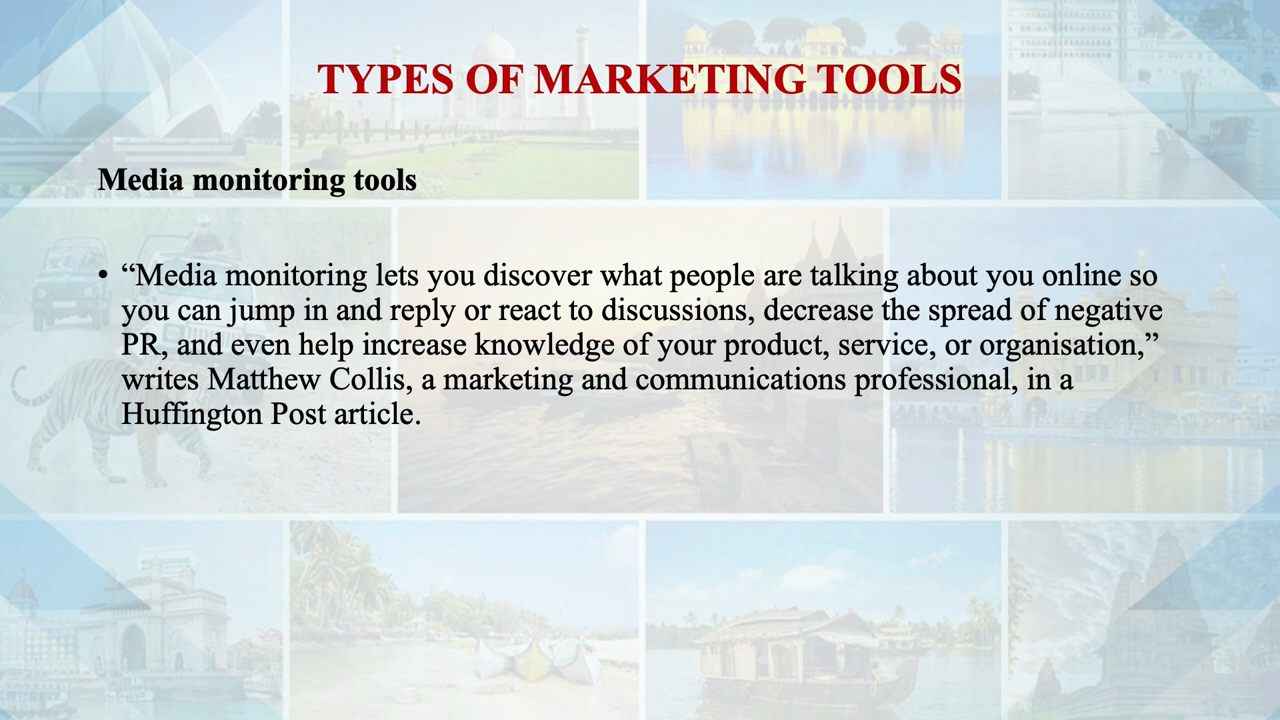 TYPES OF MARKETING TOOLS
Media monitoring tools
• “Media monitoring lets you discover what people are talking about you online so
you can jump in and reply or react to discussions, decrease the spread of negative
PR, and even help increase knowledge of your product, service, or organisation,”
writes Matthew Collis, a marketing and communications professional, in a
Huffington Post article.